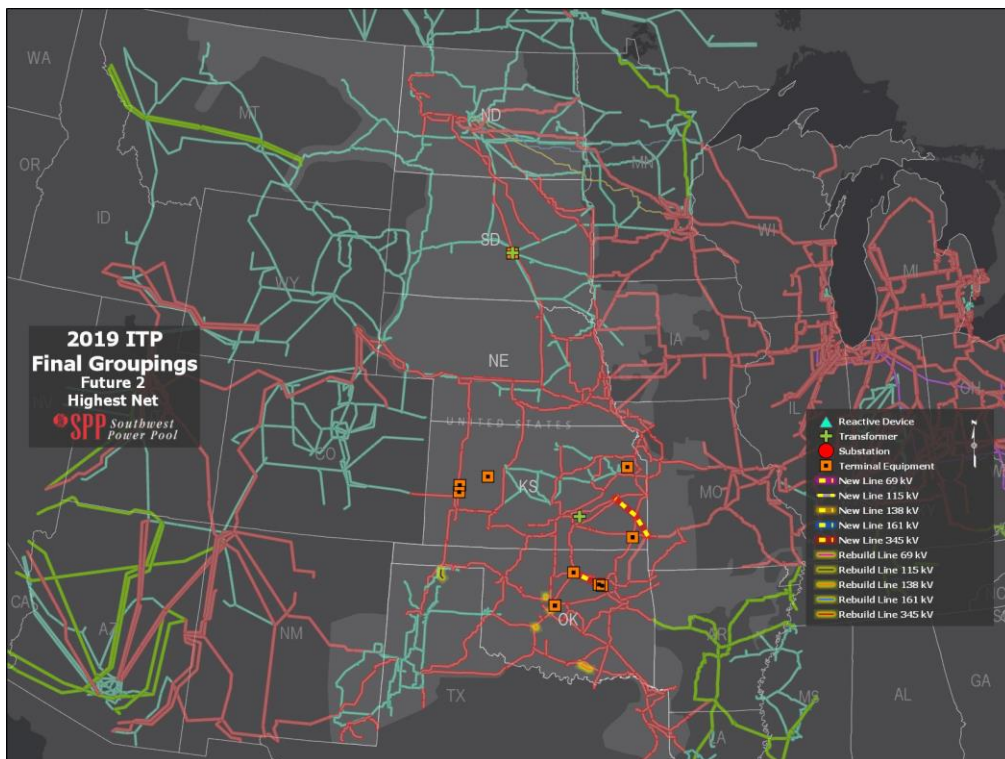 WA
MT
ND
MN
OR
ID
SD
WI
MI
WY
IA
2019 ITP
Final Groupings
Future 2
Highest Net
SPP Southwest
Power Pool
NE
OH
IL
UNITED STATES
CO
KS
MO
Reactive Device
Transformer
Substation
Terminal Equipment
New Line 69 kV
New Line 115 kV
New Line 138 kV
New Line 161 kV
New Line 345 kV
Rebuild Line 69 kV
Rebuild Line 115 kV
Rebuild Line 138 kV
Rebuild Line 161 kV
Rebuild Line 345 kV
N
CA
AZ
NM
OK
AR
TX
MS
AL
GA
LA